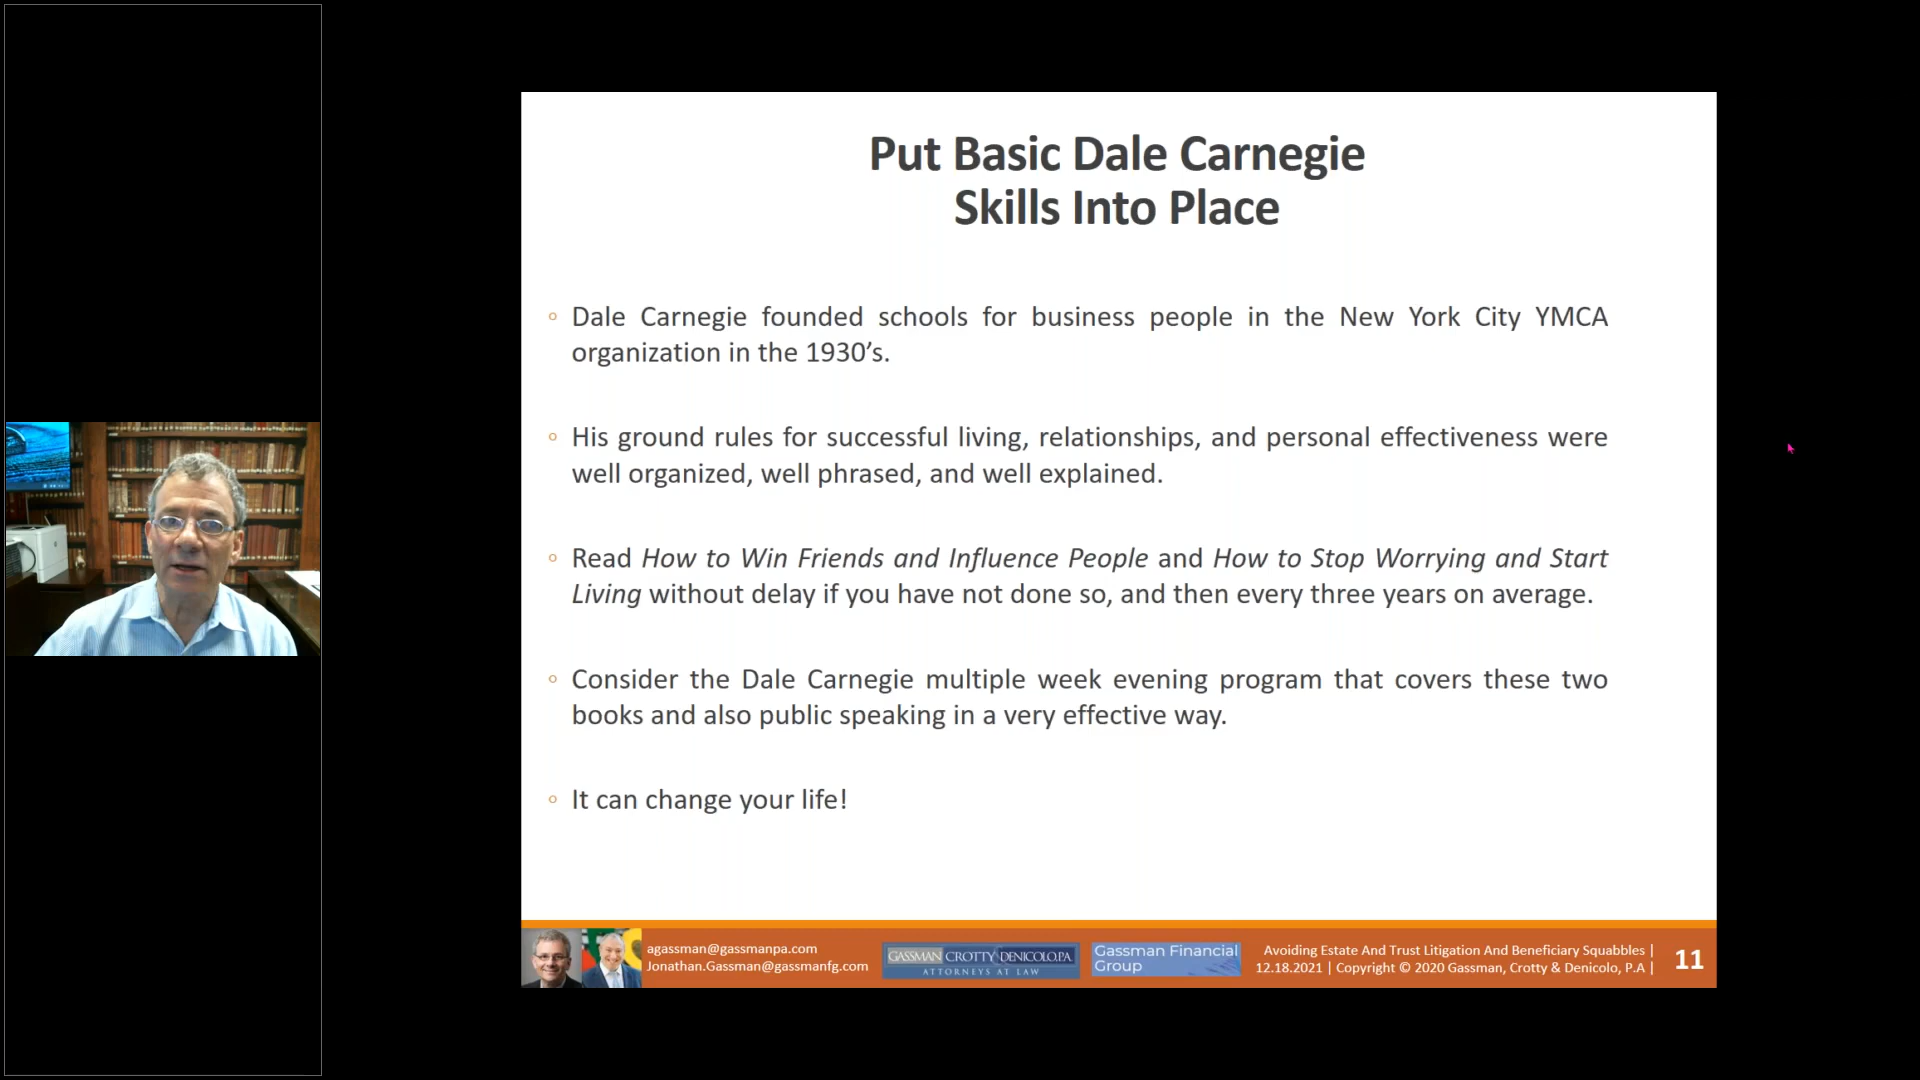 Put Basic Dale Carnegie
Skills Into Place
Dale Carnegie founded schools for business people in the New York City YMCA
organization in the 1930’s.
His ground rules for successful living, relationships, and personal effectiveness were
well organized, well phrased, and well explained.
Read How to Win Friends and Influence People and How to Stop Worrying and Start
Living without delay if you have not done so, and then every three years on average.
Consider the Dale Carnegie multiple week evening program that covers these two
books and also public speaking in a very effective way.
It can change your life!
agassman@gassmanpa.com
Jonathan.Gassman@gassmanfg.com
GASSMAN CROTTY DENICOLO, PA
ATTORNEYS AT LAW
Gassman Financial
Group
Avoiding Estate And Trust Litigation And Beneficiary Squabbles |
12.18.2021 | Copyright © 2020 Gassman, Crotty & Denicolo, P.A |
11